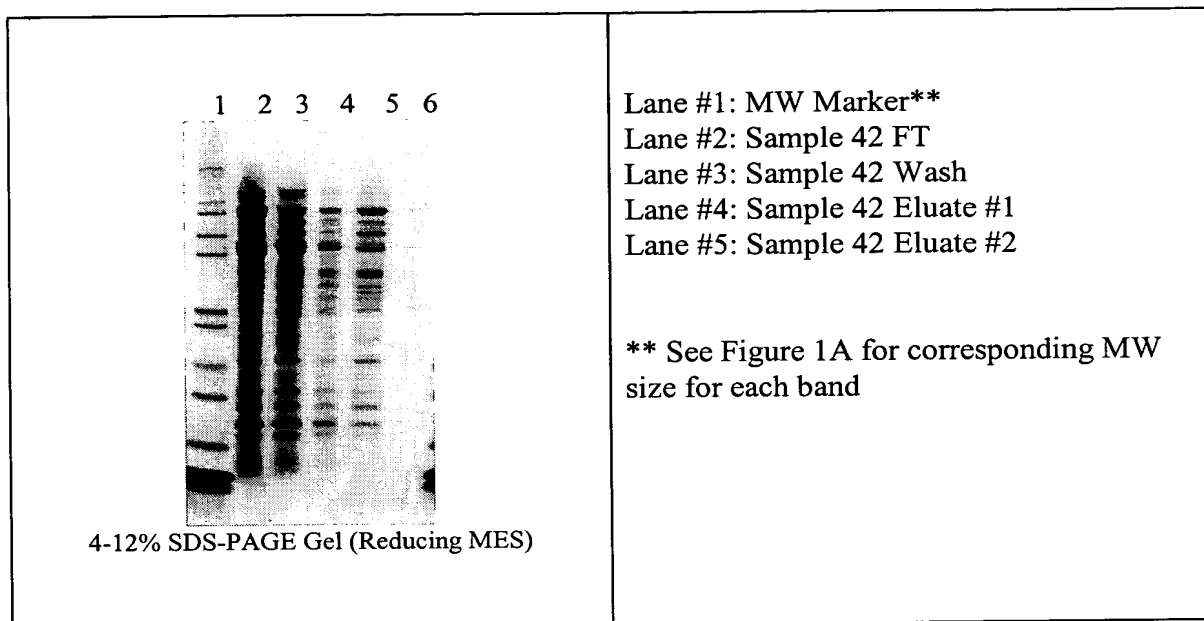 1 2 3 4 5 6
4-12% SDS-PAGE Gel (Reducing MES)
Lane #1: MW Marker**
Lane #2: Sample 42 FT
Lane #3: Sample 42 Wash
Lane #4: Sample 42 Eluate #1
Lane #5: Sample 42 Eluate #2
** See Figure 1A for corresponding MW
size for each band